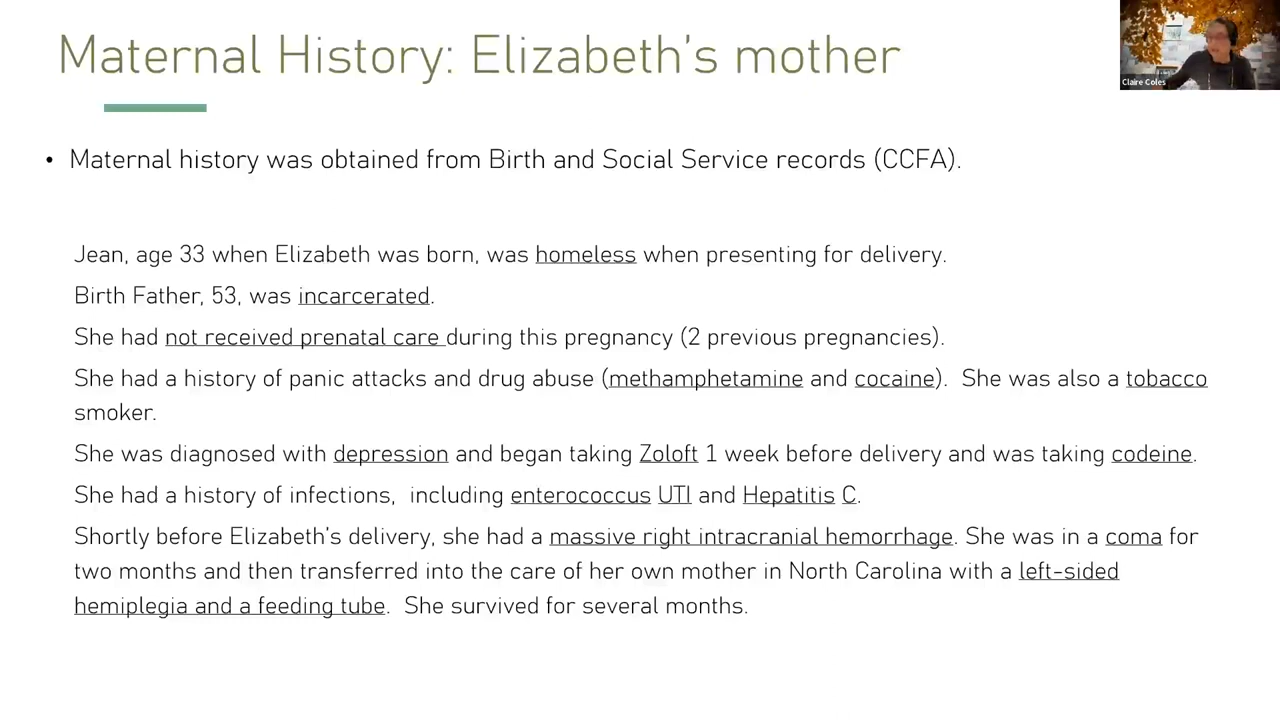 Maternal History: Elizabeth's mother
Claire Coles
• Maternal history was obtained from Birth and Social Service records (CCFA).
Jean, age 33 when Elizabeth was born, was homeless when presenting for delivery.
Birth Father, 53, was incarcerated.
She had not received prenatal care during this pregnancy (2 previous pregnancies).
She had a history of panic attacks and drug abuse (methamphetamine and cocaine).  She was also a tobacco
smoker.
She was diagnosed with depression and began taking Zoloft 1 week before delivery and was taking codeine.
She had a history of infections,  including enterococcus UTI and Hepatitis C.
Shortly before Elizabeth's delivery, she had a massive right intracranial hemorrhage. She was in a coma for
two months and then transferred into the care of her own mother in North Carolina with a left-sided
hemiplegia and a feeding tube.  She survived for several months.